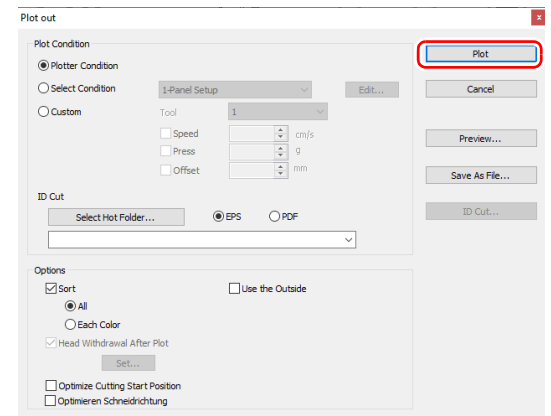 Plot out
x
Plot Condition
Plotter Condition
Select Condition
1-Panel Setup
Edit...
Custom
Tool
1
Speed
cm/s
Press
g
Offset
mm
ID Cut
Select Hot Folder...
EPS
PDF
Options
Sort
Use the Outside
All
Each Color
Head Withdrawal After Plot
Set...
Optimize Cutting Start Position
Optimieren Schneidrichtung
Plot
Cancel
Preview...
Save As File...
ID Cut...